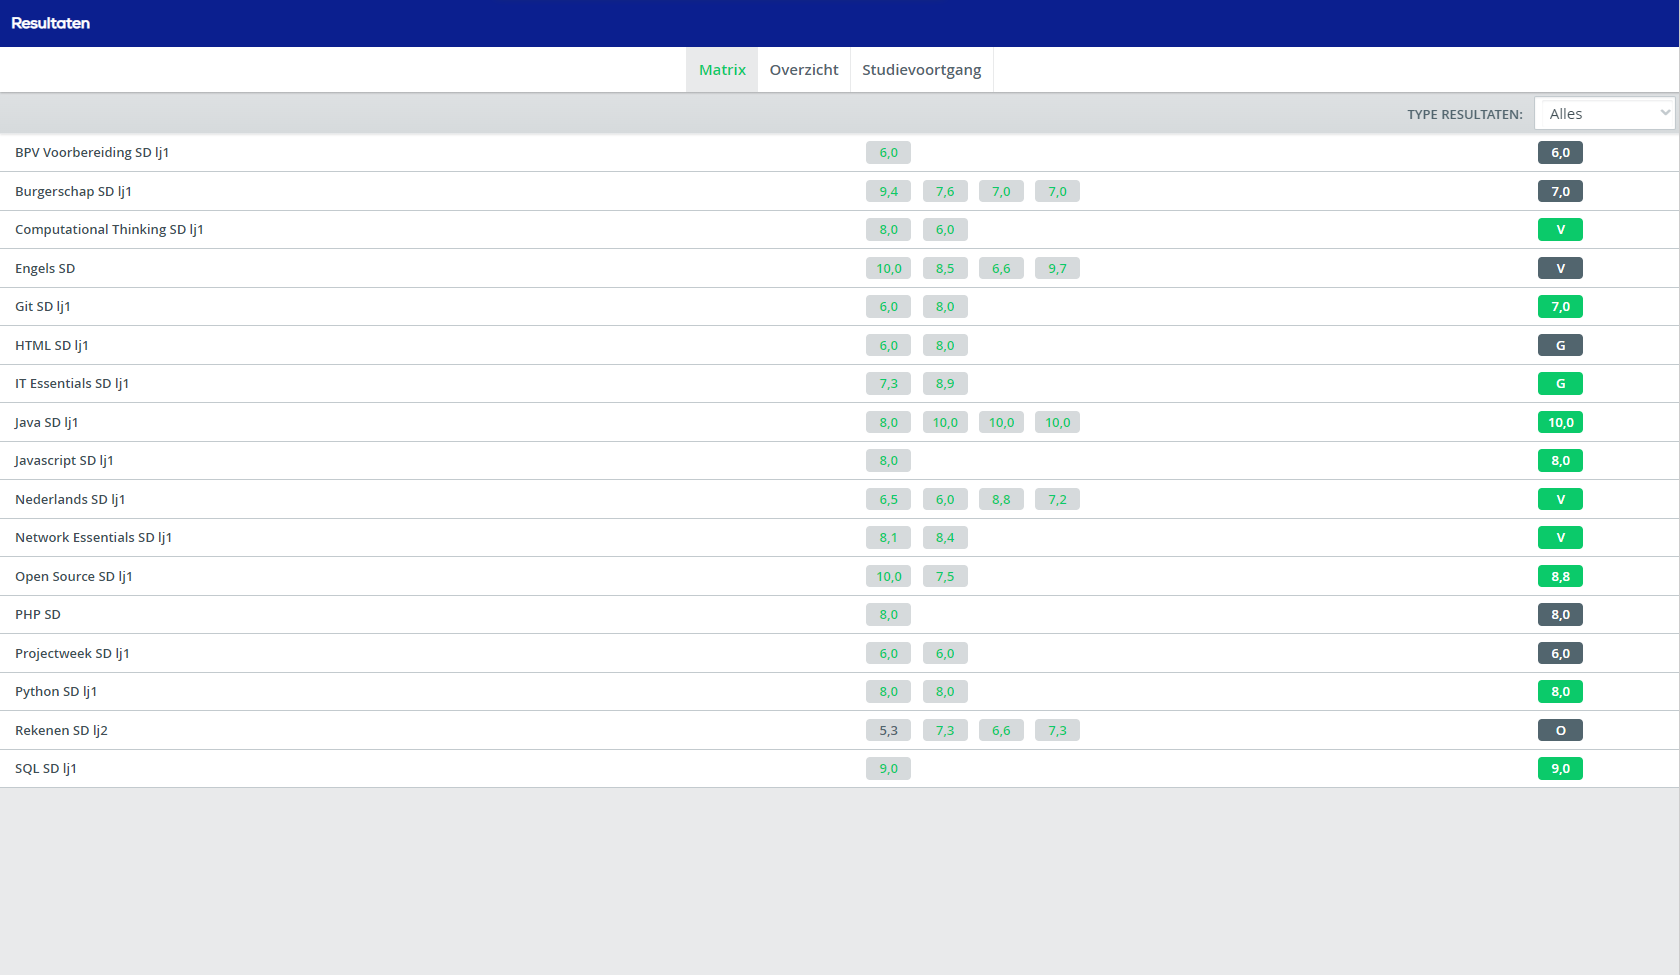 Resultaten
Matrix Overzicht Studievoortgang
TYPE RESULTATEN: Alles
BPV Voorbereiding SD lj1 6,0 6,0
Burgerschap SD lj1 9,4 7,6 7,0 7,0 7,0
Computational Thinking SD lj1 8,0 6,0 V
Engels SD 10,0 8,5 6,6 9,7 V
Git SD lj1 6,0 8,0 7,0
HTML SD lj1 6,0 8,0 G
IT Essentials SD lj1 7,3 8,9 G
Java SD lj1 8,0 10,0 10,0 10,0 10,0
Javascript SD lj1 8,0 8,0
Nederlands SD lj1 6,5 6,0 8,8 7,2 V
Network Essentials SD lj1 8,1 8,4 V
Open Source SD lj1 10,0 7,5 8,8
PHP SD 8,0 8,0
Projectweek SD lj1 6,0 6,0 6,0
Python SD lj1 8,0 8,0 8,0
Rekenen SD lj2 5,3 7,3 6,6 7,3 O
SQL SD lj1 9,0 9,0